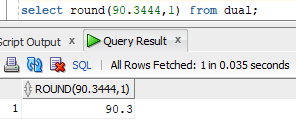 select round(90.3444,1) from dual;
Script Output × Query Result ×
SQL | All Rows Fetched: 1 in 0.035 seconds
ROUND(90.3444,1)
1 90.3